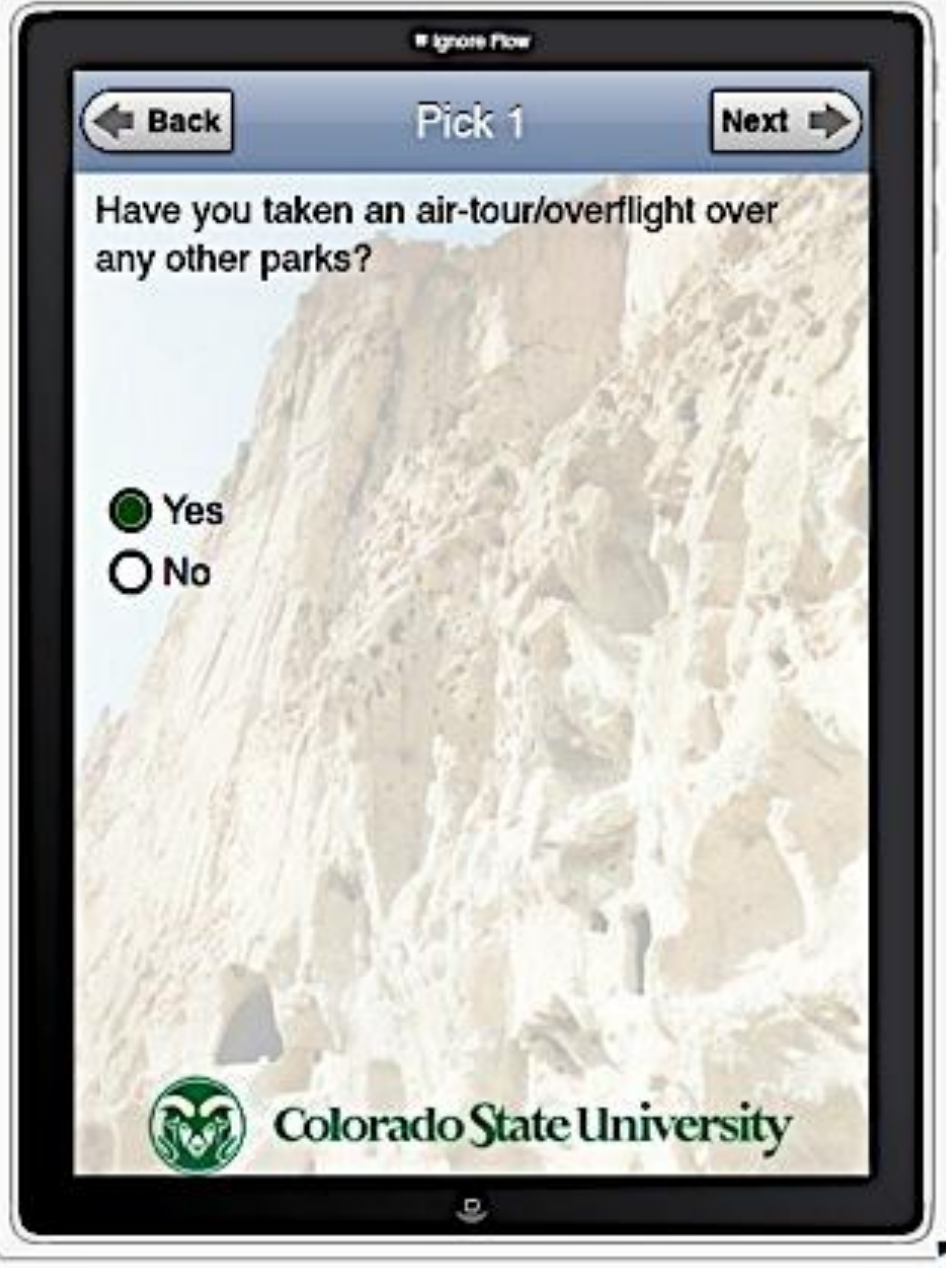 Ignore Flow
Back
Pick 1
Next
Have you taken an air-tour/overflight over
any other parks?
Yes
No
Colorado State University